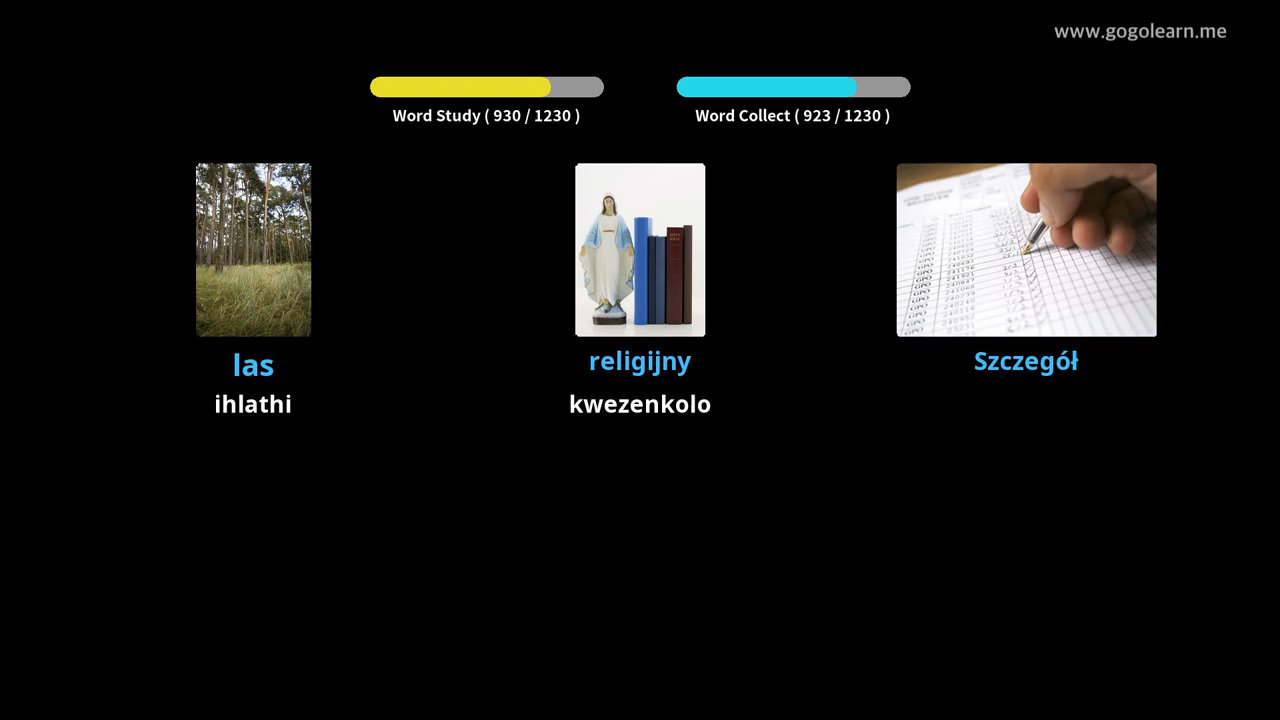 www.gogolearn.me
Word Study ( 930 / 1230 )
Word Collect ( 923 / 1230 )
las
religijny
Szczegół
ihlathi
kwezenkolo